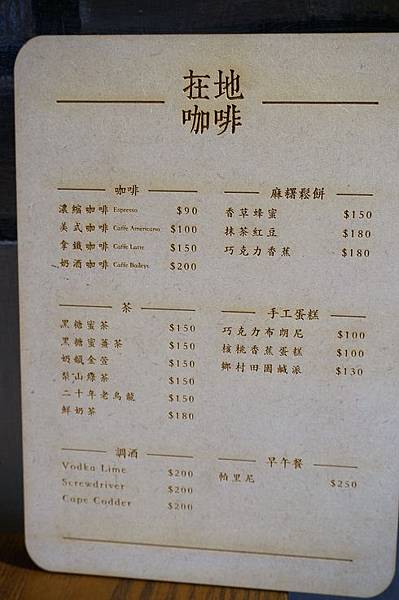 在地
咖啡
咖啡
濃縮咖啡 Espresso $90
美式咖啡 Caffe Americano $100
拿鐵咖啡 Caffe Latte $150
奶酒咖啡 Caffe Baileys $200
麻糬鬆餅
香草蜂蜜 $150
抹茶紅豆 $180
巧克力香蕉 $180
茶
黑糖蜜茶 $150
黑糖蜜薑茶 $150
奶鐵金萱 $150
梨山綠茶 $150
二十年老烏龍 $150
鮮奶茶 $180
手工蛋糕
巧克力布朗尼 $100
核桃香蕉蛋糕 $100
鄉村田園鹹派 $130
調酒
Vodka Lime $200
Screwdriver $200
Cape Codder $200
早午餐
帕里尼 $250